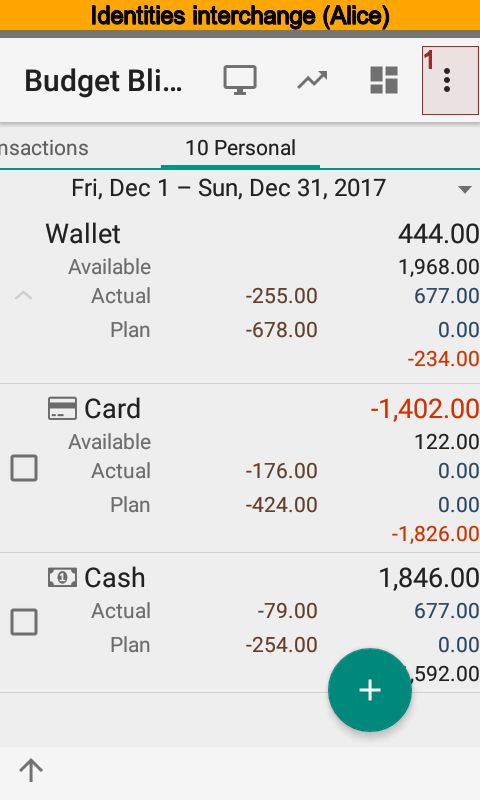 Identities interchange (Alice)
Budget Bli...
1
nsactions
10 Personal
Fri, Dec 1 – Sun, Dec 31, 2017
Wallet 444.00
Available 1,968.00
Actual -255.00 677.00
Plan -678.00 0.00
-234.00
Card -1,402.00
Available 122.00
Actual -176.00 0.00
Plan -424.00 0.00
-1,826.00
Cash 1,846.00
Actual -79.00 677.00
Plan -254.00 0.00
,592.00